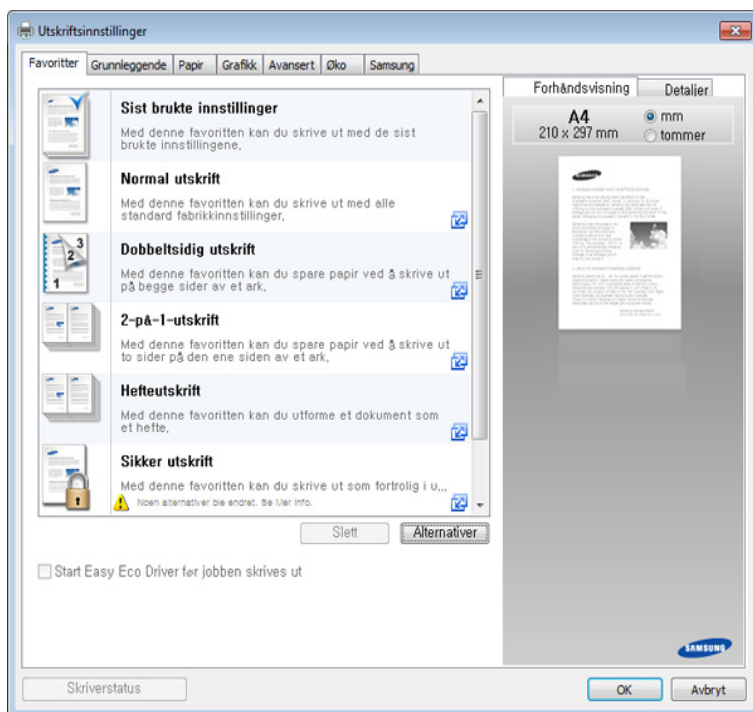 Utskriftsinnstillinger
Favoritter Grunnleggende Papir Grafikk Avansert Øko Samsung
Sist brukte innstillinger
Med denne favoritten kan du skrive ut med de sist
brukte innstillingene.
Normal utskrift
Med denne favoritten kan du skrive ut med alle
standard fabrikkinnstillinger.
1 2 3
Dobbeltsidig utskrift
Med denne favoritten kan du spare papir ved å skrive ut
på begge sider av et ark.
2-på-1-utskrift
Med denne favoritten kan du spare papir ved å skrive ut
to sider på den ene siden av et ark.
Hefteutskrift
Med denne favoritten kan du utforme et dokument som
et hefte.
Sikker utskrift
Med denne favoritten kan du skrive ut som fortrolig i u...
Noen alternativer ble endret. Se Mer info.
Slett Alternativer
Start Easy Eco Driver før jobben skrives ut
Forhåndsvisning Detaljer
A4
210 x 297 mm
mm
tommer
SAMSUNG
Skriverstatus OK Avbryt